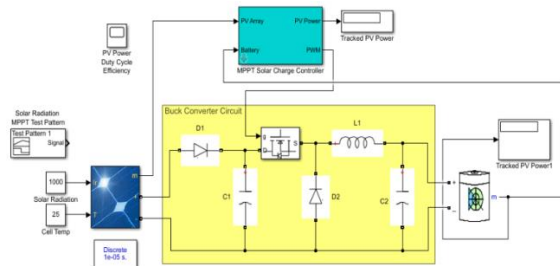 PV Array
PV Power
Battery
PWM
MPPT Solar Charge Controller
Tracked PV Power
PV Power
Duty Cycle
Efficiency
Solar Radiation
MPPT Test Pattern
Test Pattern 1
Signal
Buck Converter Circuit
D1
g
D
S
L1
C1
D2
C2
Tracked PV Power1
1000
Solar Radiation
25
Cell Temp
m
+
-
+
-
m
Discrete
1e-05 s.